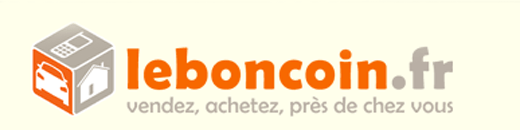 leboncoin.fr
vendez, achetez, près de chez vous